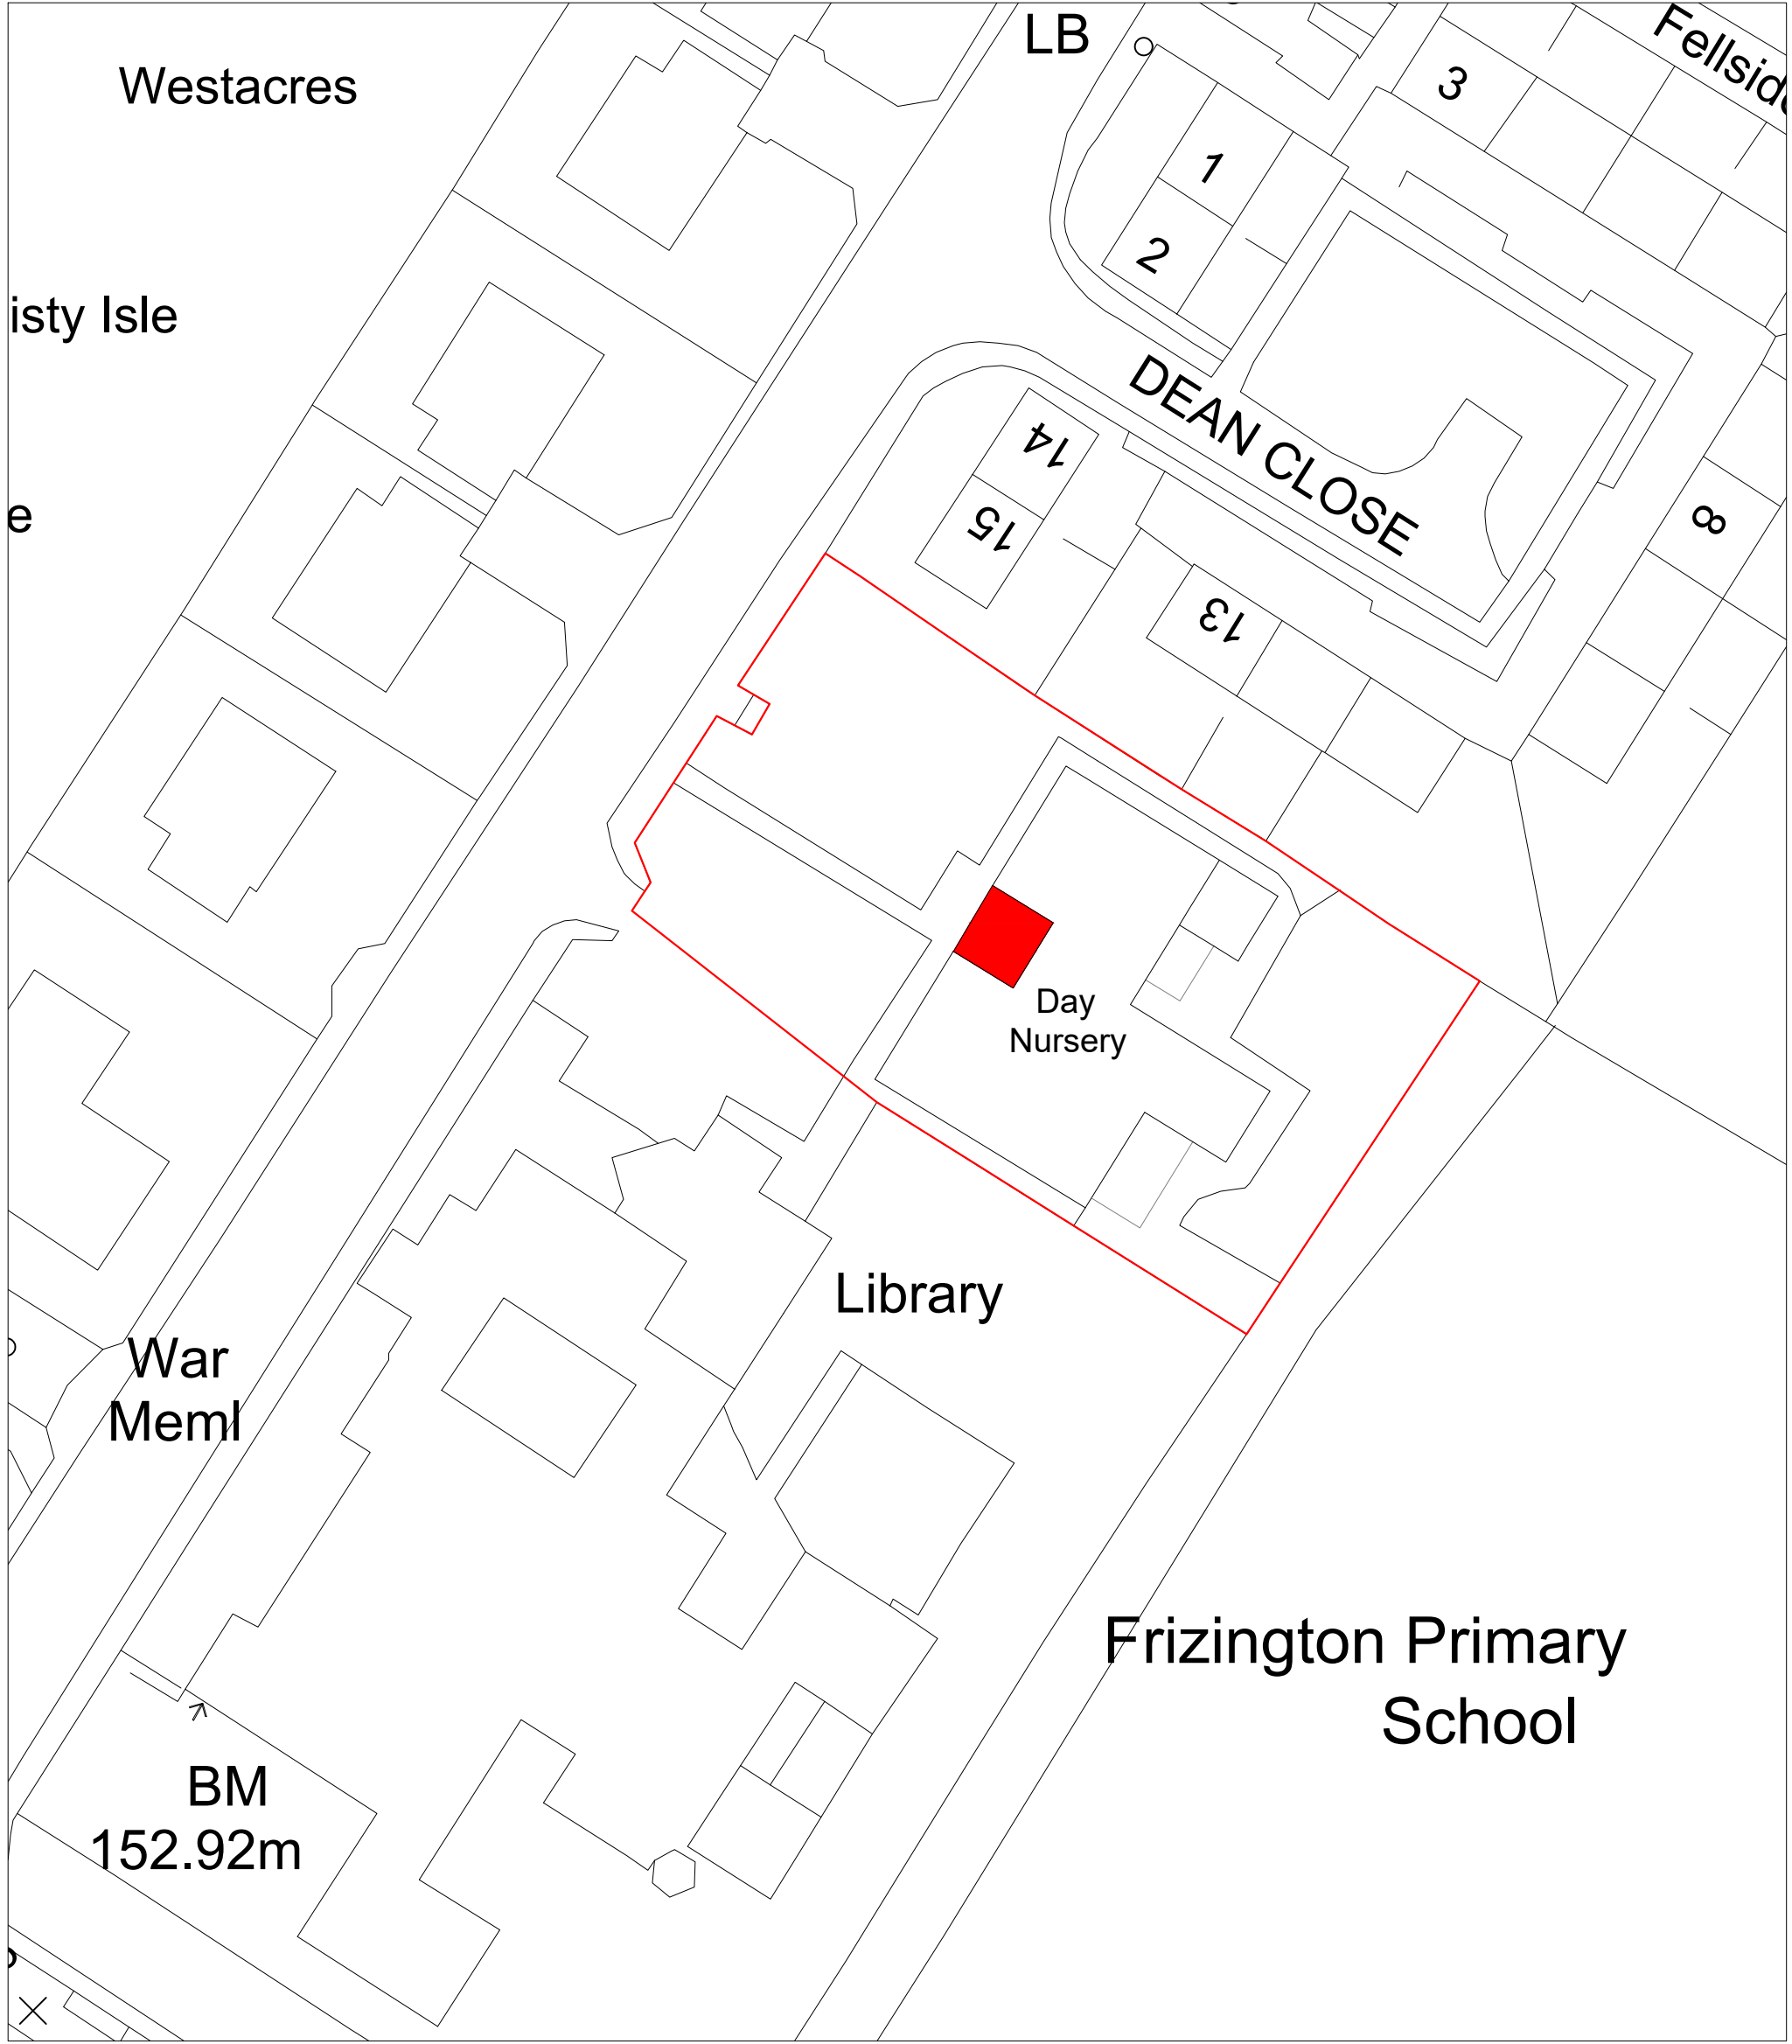 Westacres
LB
Fellside
3
1
2
isty Isle
DEAN CLOSE
14
15
e
8
13
Day
Nursery
Library
War
Meml
Frizington Primary
School
BM
152.92m